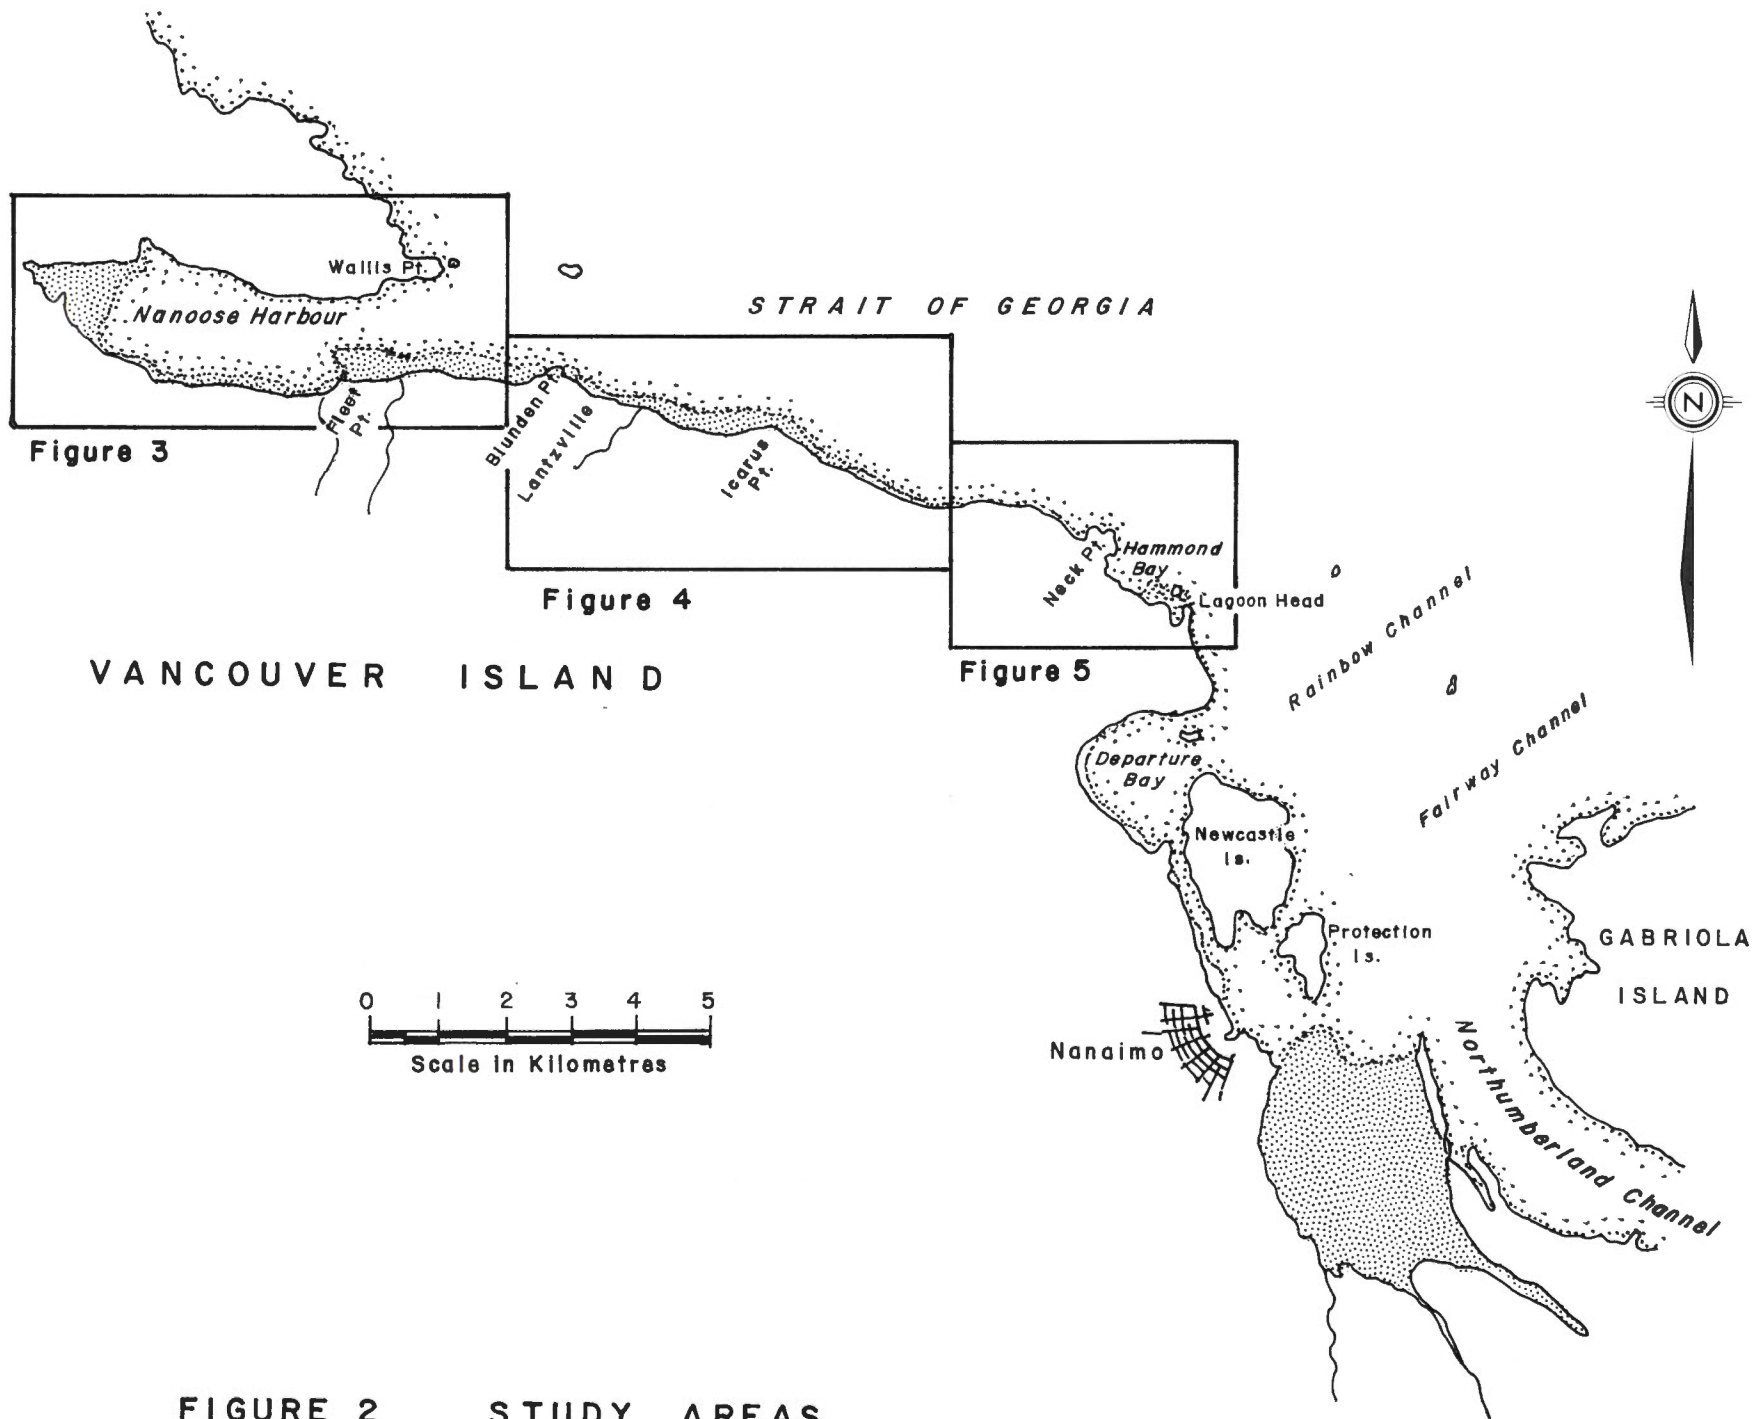 Wallis Pt.
Nanoose Harbour
STRAIT OF GEORGIA
Fleet
Pt.
Figure 3
Blunden Pt.
Lantzville
Icarus
Pt.
Figure 4
N
Neck Pt.
Hammond
Bay
Lagoon Head
Figure 5
VANCOUVER ISLAND
Rainbow Channel
Fairway Channel
Departure
Bay
Newcastle
Is.
Protection
Is.
GABRIOLA
ISLAND
Nanaimo
Northumberland Channel
0 1 2 3 4 5
Scale in Kilometres
FIGURE 2 STUDY AREAS